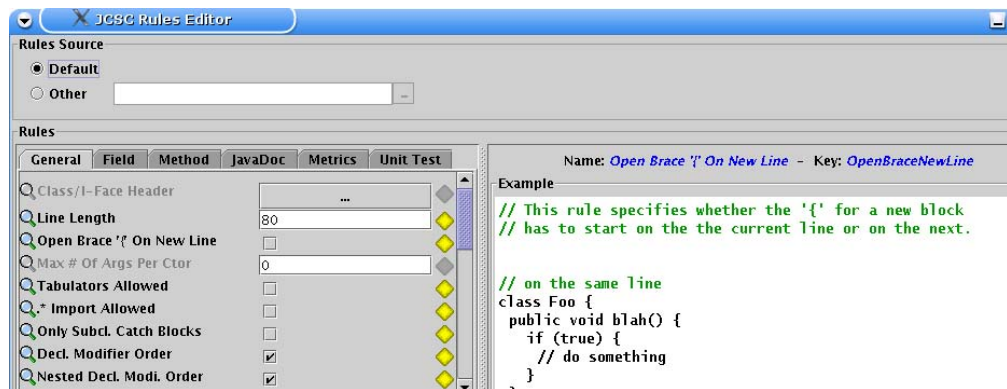 JCSC Rules Editor
Rules Source
Default
Other
...
Rules
General Field Method JavaDoc Metrics Unit Test
Class/I-Face Header ...
Line Length 80
Open Brace '{' On New Line
Max # Of Args Per Ctor 0
Tabulators Allowed
.* Import Allowed
Only Subcl. Catch Blocks
Decl. Modifier Order
Nested Decl. Modi. Order
Name: Open Brace '{' On New Line - Key: OpenBraceNewLine
Example
// This rule specifies whether the '{' for a new block
// has to start on the the current line or on the next.
// on the same line
class Foo {
public void blah() {
if (true) {
// do something
}
}